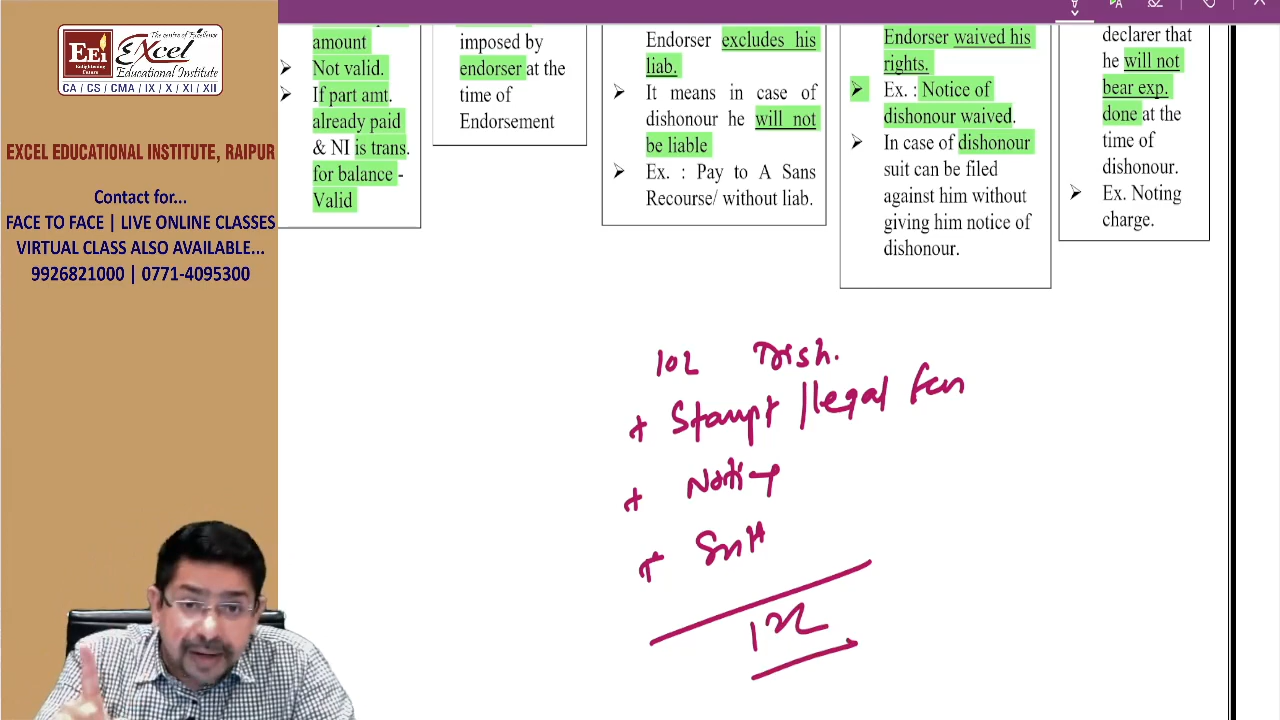 The centre of Excellence
EEi
EXCEL
Enlightening Careers
Educational Institute
CA / CS / CMA / IX / X / XI / XII
EXCEL EDUCATIONAL INSTITUTE, RAIPUR
Contact for...
FACE TO FACE | LIVE ONLINE CLASSES
VIRTUAL CLASS ALSO AVAILABLE...
9926821000 | 0771-4095300
amount
Not valid.
If part amt.
already paid
& NI is trans.
for balance -
Valid
imposed by
endorser at the
time of
Endorsement
Endorser excludes his
liab.
It means in case of
dishonour he will not
be liable
Ex. : Pay to A Sans
Recourse/ without liab.
Endorser waived his
rights.
Ex. : Notice of
dishonour waived.
In case of dishonour
suit can be filed
against him without
giving him notice of
dishonour.
declarer that
he will not
bear exp.
done at the
time of
dishonour.
Ex. Noting
charge.
10L Dish.
+ Stampt / legal
+ Noting
+ Suit
12L